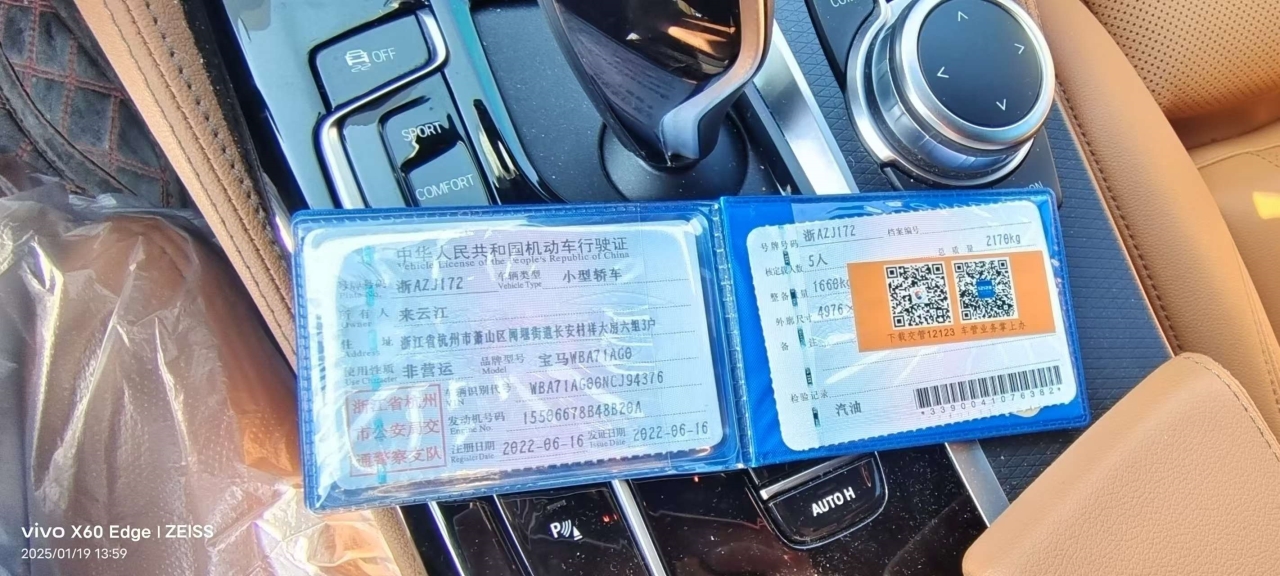 OFF
SPORT
COMFORT
COM
ON
中华人民共和国机动车行驶证
Vehicle License of the People's Republic of China
号牌号码 浙AZJ172 车辆类型 小型轿车
Vehicle Type
所有人 来云江
Owner
住址 浙江省杭州市萧山区闻堰街道长安村祥大房六组3户
Address
使用性质 非营运 品牌型号 宝马WBA71AG0
Use Character Model
浙江省杭州市公安局交通警察支队
车辆识别代号 WBA71AG06NCJ94376
VIN
发动机号码 15506678B48B20A
Engine No.
注册日期 2022-06-16 发证日期 2022-06-16
Register Date Issue Date
号牌号码 浙AZJ172 档案编号
核定载人数 5人 总质量 2170kg
整备质量 1660kg
外廓尺寸 4976×
备注
下载交管12123 车管业务掌上办
检验记录
汽油
*3390041076362*
P
AUTO H
vivo X60 Edge | ZEISS
2025/01/19 13:59